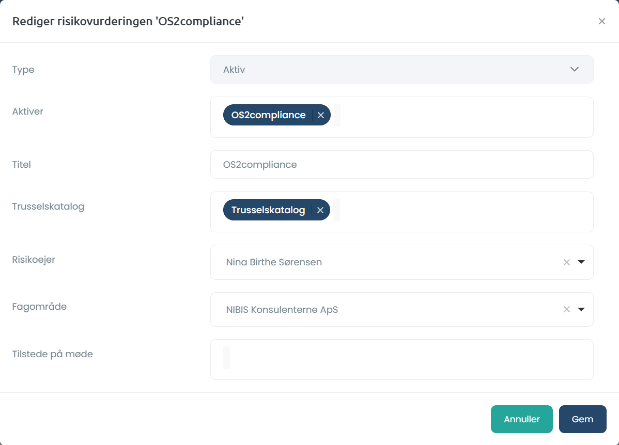 Rediger risikovurderingen 'OS2compliance'
×
Type
Aktiv
Aktiver
OS2compliance ×
Titel
OS2compliance
Trusselskatalog
Trusselskatalog ×
Risikoejer
Nina Birthe Sørensen ×
Fagområde
NIBIS Konsulenterne ApS ×
Tilstede på møde
Annuller
Gem